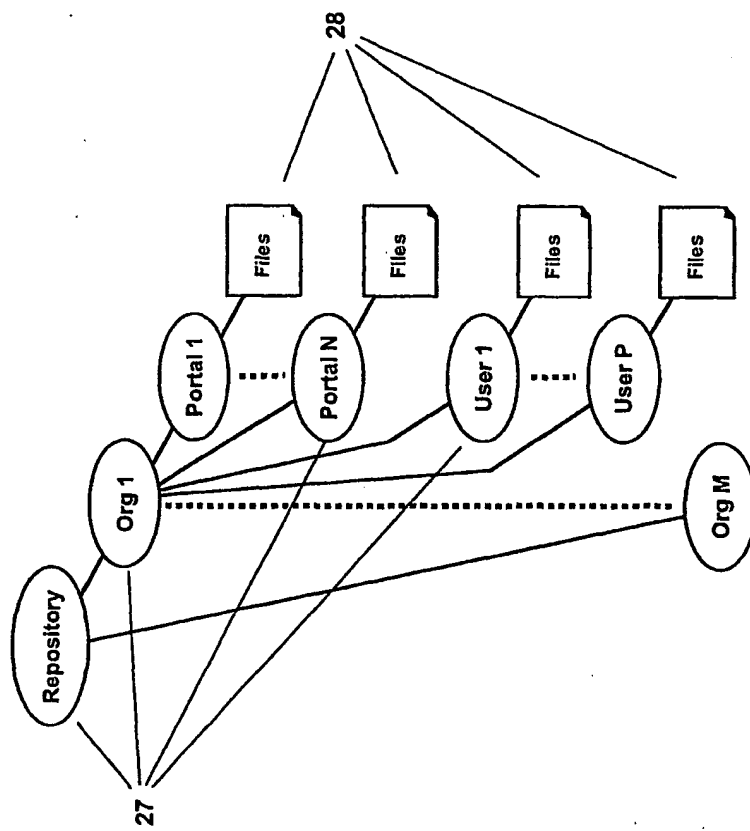 27
Repository
Org 1
Portal 1
Files
Portal N
Files
User 1
Files
User P
Files
Org M
28